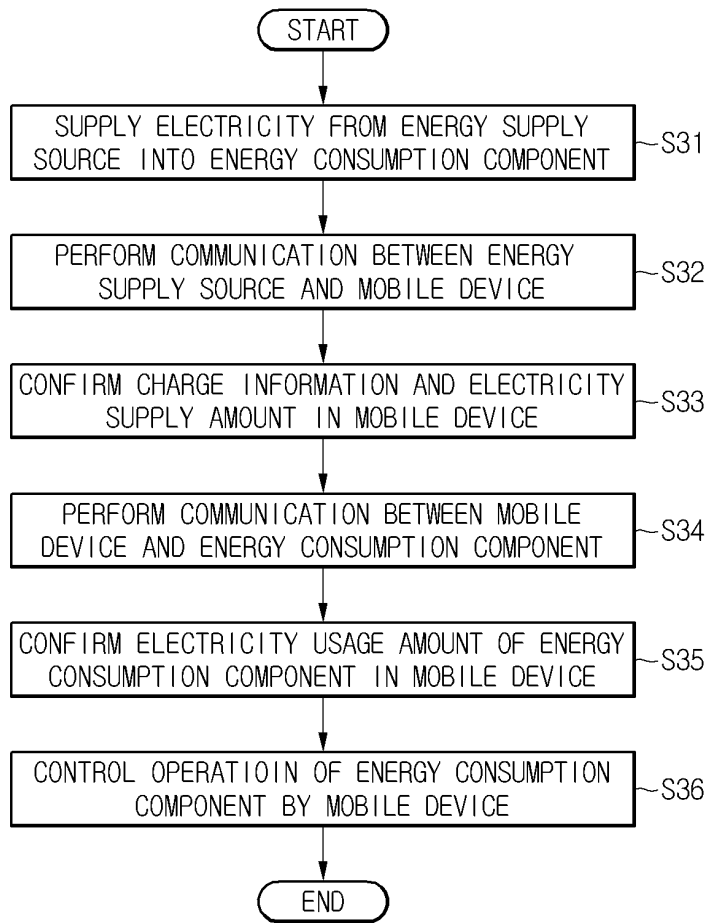 START
SUPPLY ELECTRICITY FROM ENERGY SUPPLY
SOURCE INTO ENERGY CONSUMPTION COMPONENT
S31
PERFORM COMMUNICATION BETWEEN ENERGY
SUPPLY SOURCE AND MOBILE DEVICE
S32
CONFIRM CHARGE INFORMATION AND ELECTRICITY
SUPPLY AMOUNT IN MOBILE DEVICE
S33
PERFORM COMMUNICATION BETWEEN MOBILE
DEVICE AND ENERGY CONSUMPTION COMPONENT
S34
CONFIRM ELECTRICITY USAGE AMOUNT OF ENERGY
CONSUMPTION COMPONENT IN MOBILE DEVICE
S35
CONTROL OPERATIOIN OF ENERGY CONSUMPTION
COMPONENT BY MOBILE DEVICE
S36
END